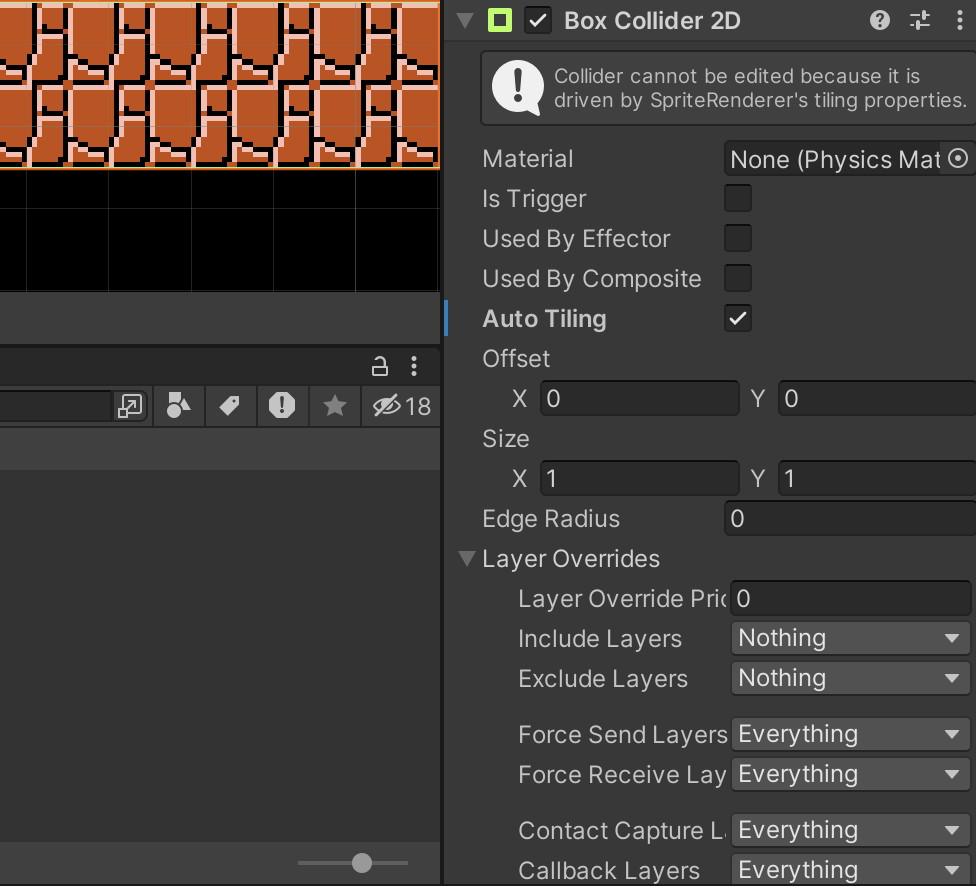 Box Collider 2D
Collider cannot be edited because it is
driven by SpriteRenderer's tiling properties.
Material None (Physics Mat
Is Trigger
Used By Effector
Used By Composite
Auto Tiling
Offset
X 0 Y 0
Size
X 1 Y 1
Edge Radius 0
Layer Overrides
Layer Override Pri 0
Include Layers Nothing
Exclude Layers Nothing
Force Send Layers Everything
Force Receive Lay Everything
Contact Capture L Everything
Callback Layers Everything
18